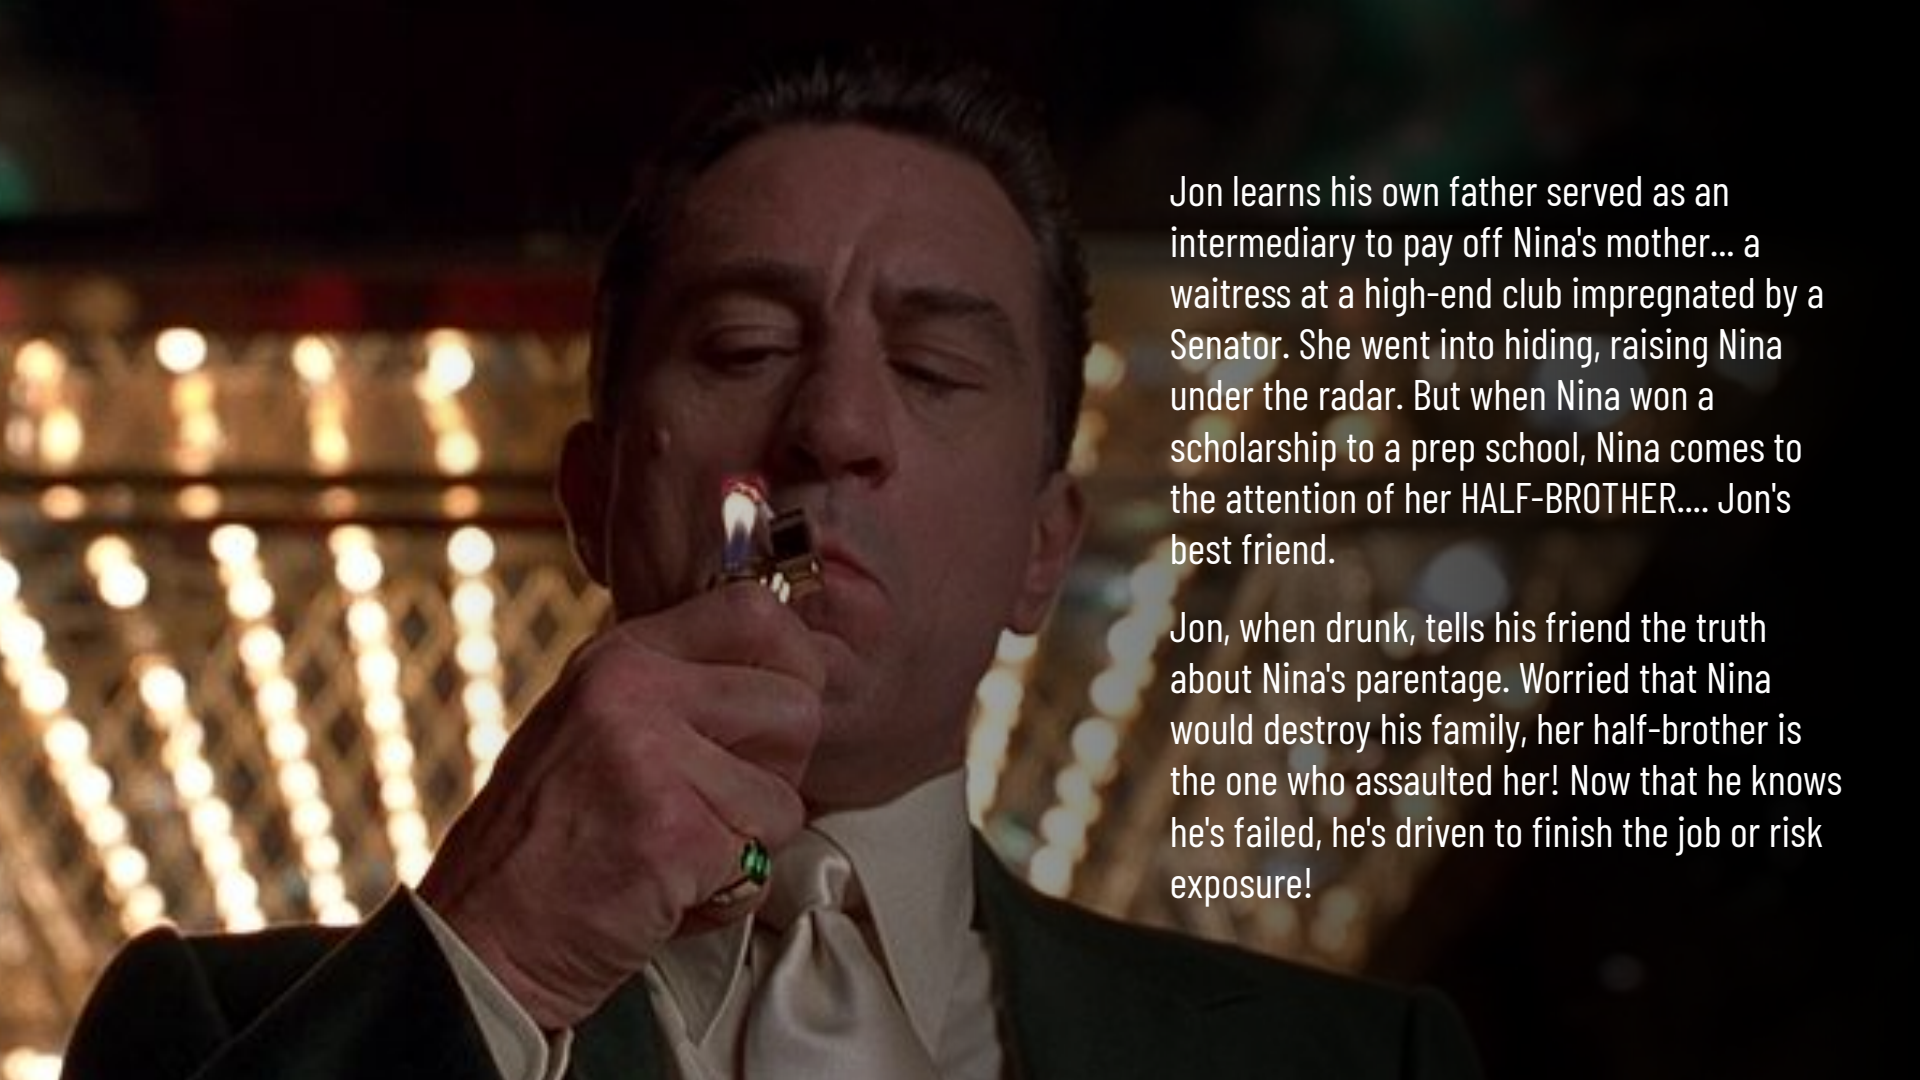 Jon learns his own father served as an
intermediary to pay off Nina's mother... a
waitress at a high-end club impregnated by a
Senator. She went into hiding, raising Nina
under the radar. But when Nina won a
scholarship to a prep school, Nina comes to
the attention of her HALF-BROTHER.... Jon's
best friend.
Jon, when drunk, tells his friend the truth
about Nina's parentage. Worried that Nina
would destroy his family, her half-brother is
the one who assaulted her! Now that he knows
he's failed, he's driven to finish the job or risk
exposure!